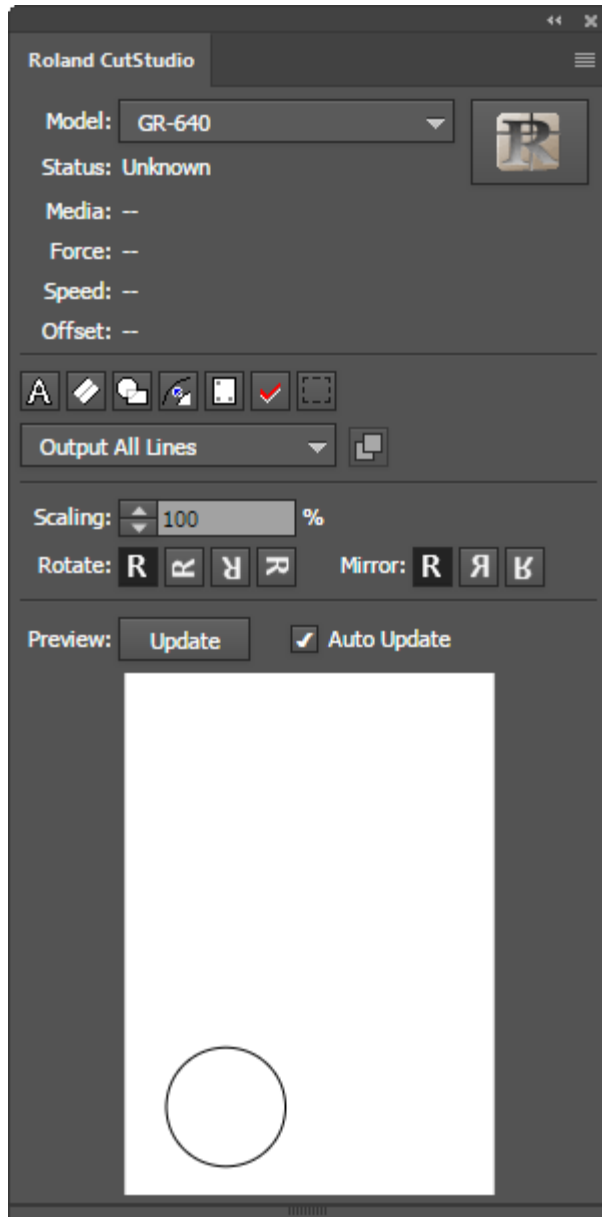 Roland CutStudio
Model: GR-640
Status: Unknown
Media: --
Force: --
Speed: --
Offset: --
A
Output All Lines
Scaling: 100 %
Rotate: R R R R Mirror: R R R
Preview: Update Auto Update